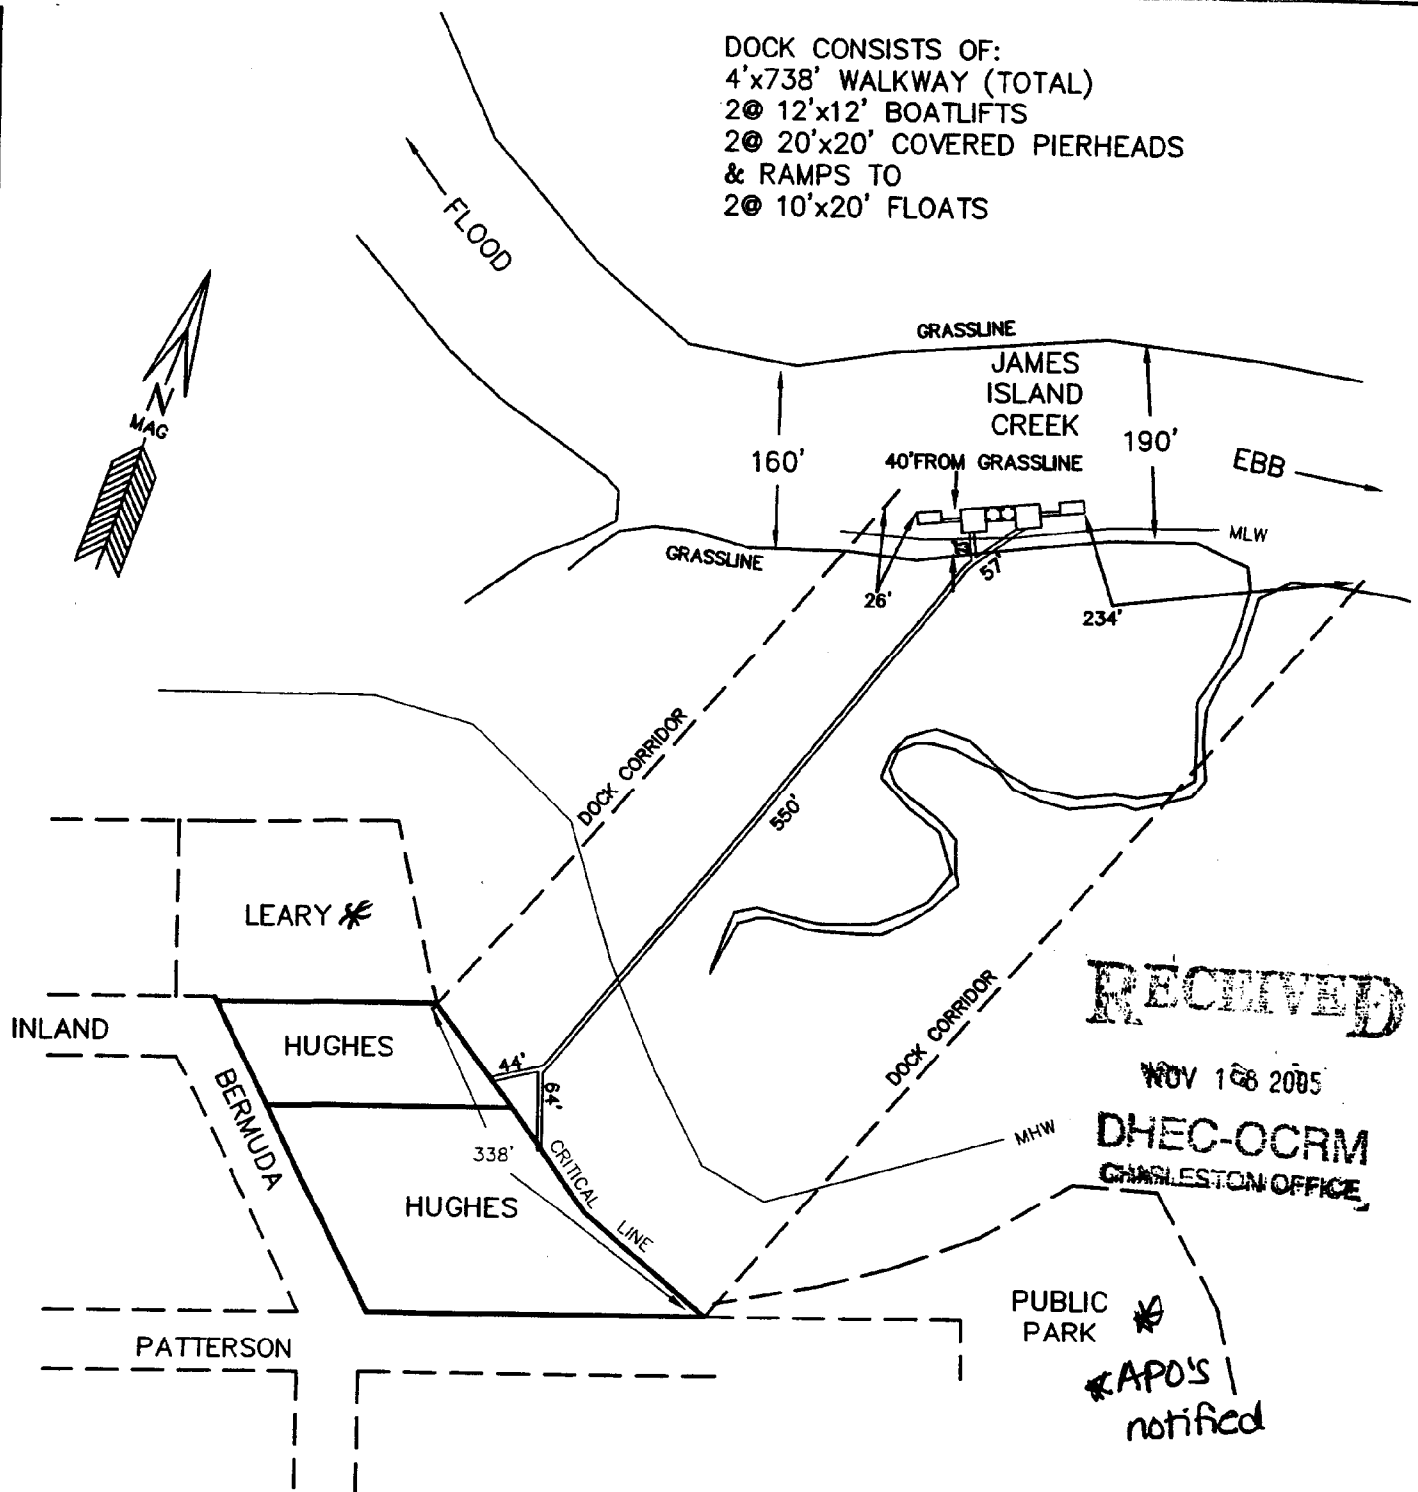 DOCK CONSISTS OF:
4'x738' WALKWAY (TOTAL)
2@ 12'x12' BOATLIFTS
2@ 20'x20' COVERED PIERHEADS
& RAMPS TO
2@ 10'x20' FLOATS
FLOOD
N
MAG
GRASSLINE
JAMES
ISLAND
CREEK
160'
190'
40'FROM GRASSLINE
EBB
MLW
GRASSLINE
57'
26'
234'
DOCK CORRIDOR
550'
LEARY
DOCK CORRIDOR
RECEIVED
INLAND
HUGHES
44'
64'
BERMUDA
338'
CRITICAL
LINE
MHW
2005
DHEC-OCRM
CHARLESTON OFFICE
HUGHES
PATTERSON
PUBLIC
PARK
APO'S
notified